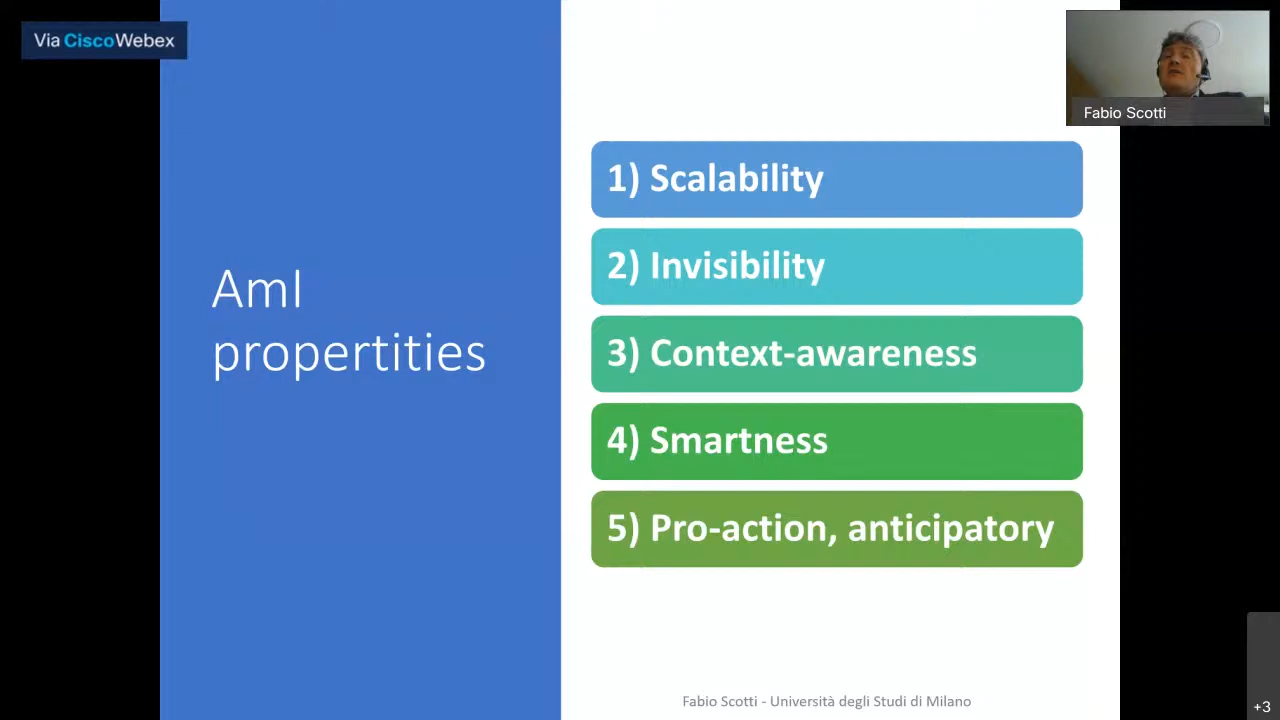 Via CiscoWebex
Fabio Scotti
AmI
propertities
1) Scalability
2) Invisibility
3) Context-awareness
4) Smartness
5) Pro-action, anticipatory
Fabio Scotti - Università degli Studi di Milano
+3